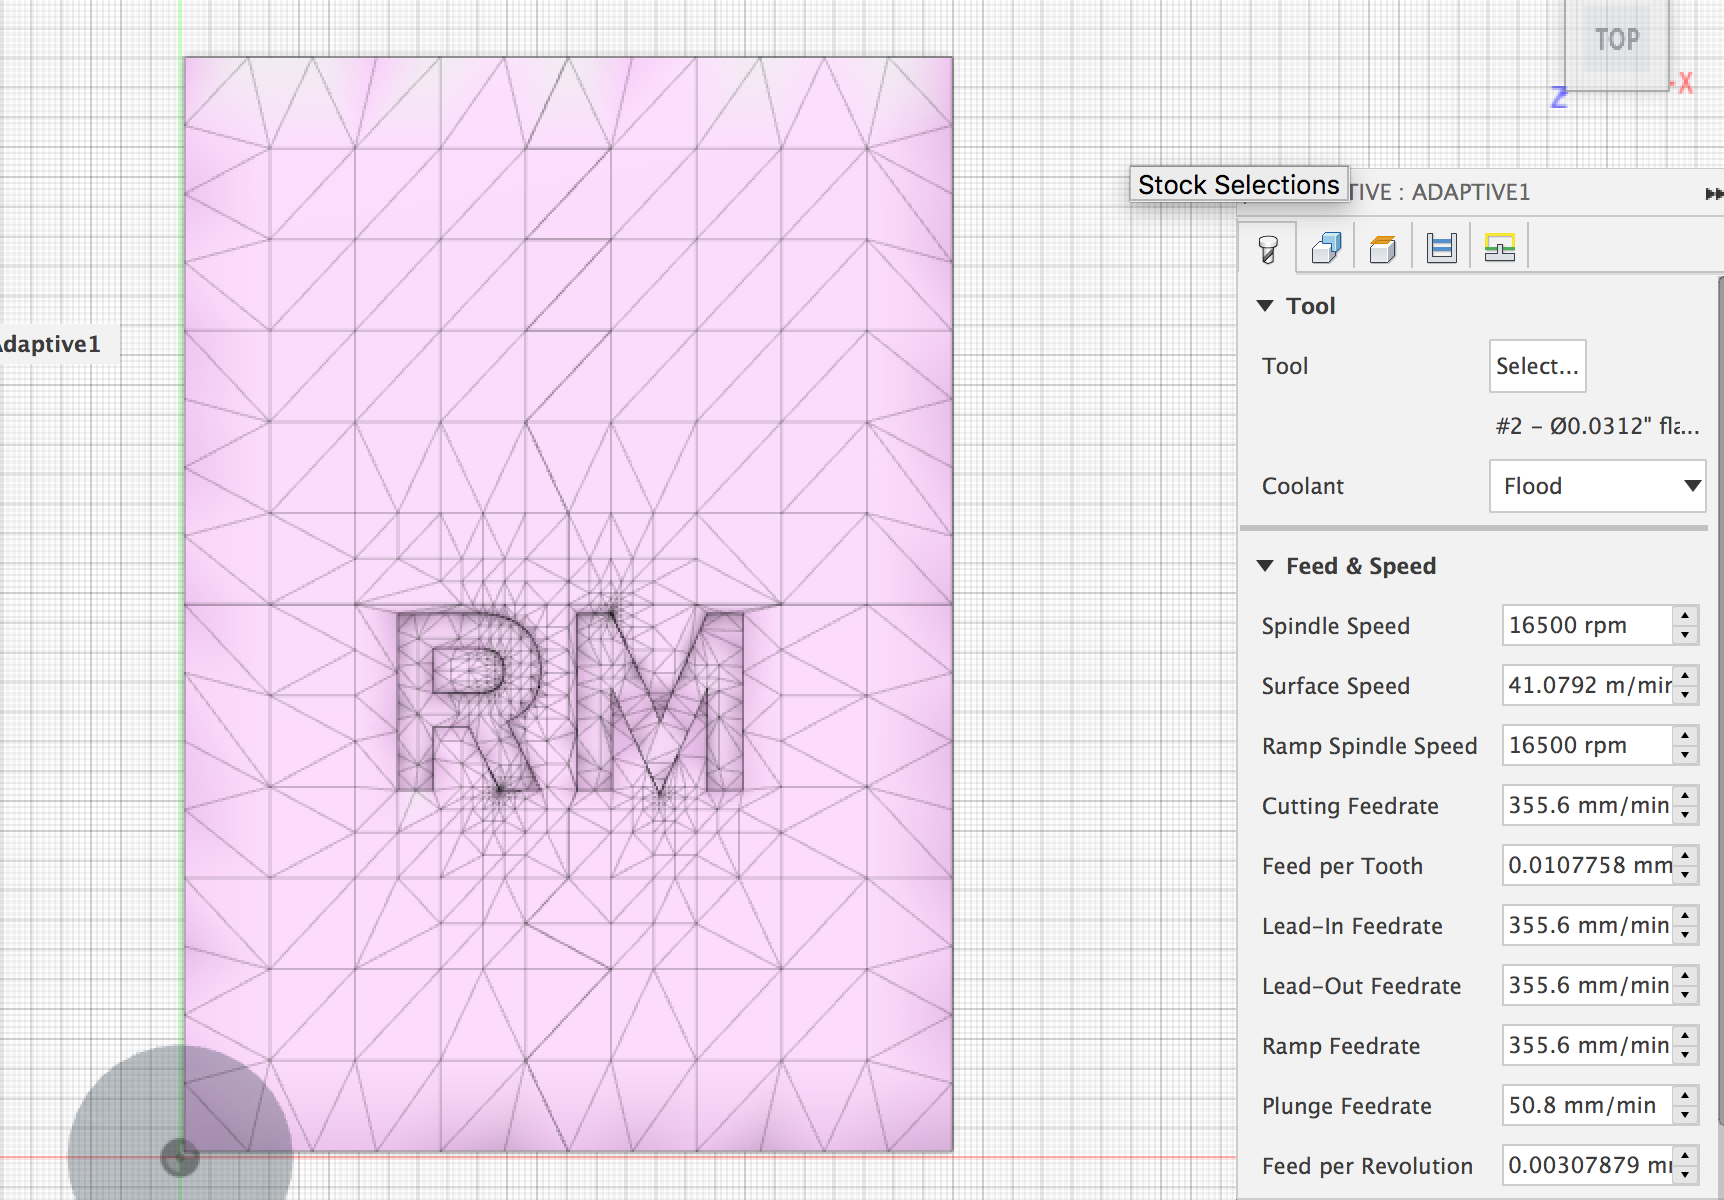 TOP
Z
-X
Stock Selections
TIVE : ADAPTIVE1
Adaptive1
Tool
Tool
Select...
#2 - Ø0.0312" fla...
Coolant
Flood
Feed & Speed
Spindle Speed
16500 rpm
Surface Speed
41.0792 m/min
Ramp Spindle Speed
16500 rpm
Cutting Feedrate
355.6 mm/min
Feed per Tooth
0.0107758 mm
Lead-In Feedrate
355.6 mm/min
Lead-Out Feedrate
355.6 mm/min
Ramp Feedrate
355.6 mm/min
Plunge Feedrate
50.8 mm/min
Feed per Revolution
0.00307879 mm
RM